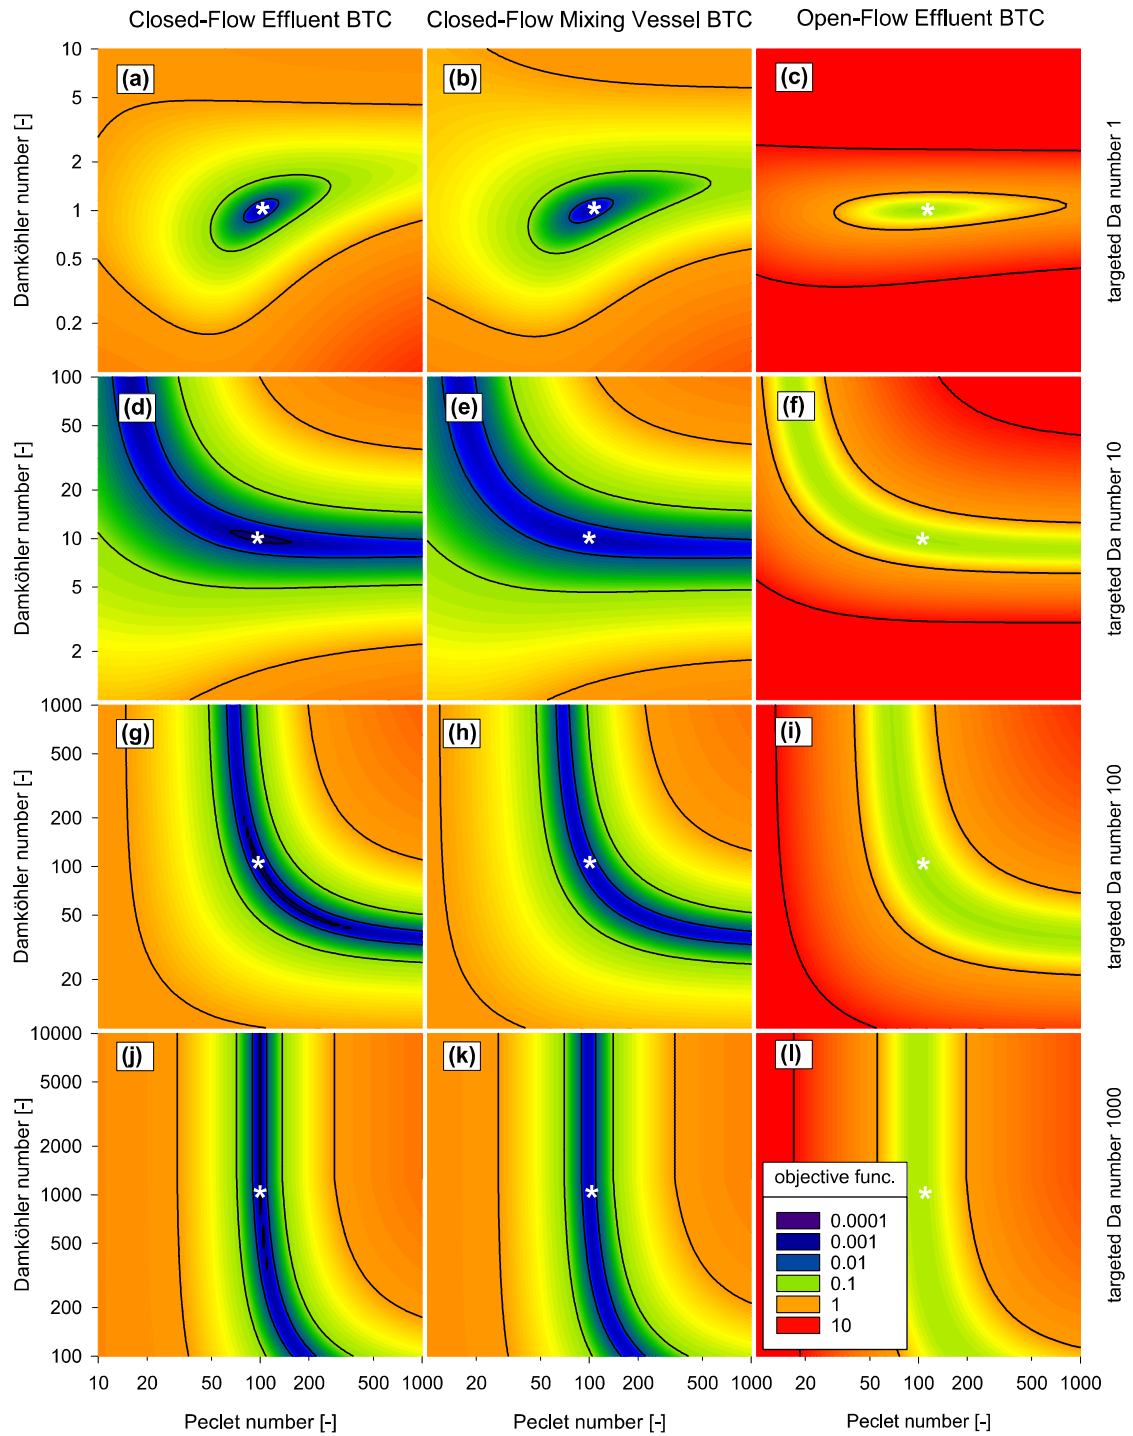 Closed-Flow Effluent BTC
Closed-Flow Mixing Vessel BTC
Open-Flow Effluent BTC
Damköhler number [-]
10
5
2
1
0.5
0.2
(a)
*
(b)
*
(c)
*
targeted Da number 1
Damköhler number [-]
100
50
20
10
5
2
(d)
*
(e)
*
(f)
*
targeted Da number 10
Damköhler number [-]
1000
500
200
100
50
20
(g)
*
(h)
*
(i)
*
targeted Da number 100
Damköhler number [-]
10000
5000
2000
1000
500
200
100
(j)
*
(k)
*
(l)
*
targeted Da number 1000
objective func.
0.0001
0.001
0.01
0.1
1
10
10 20 50 100 200 500 1000
20 50 100 200 500 1000
20 50 100 200 500 1000
Peclet number [-]
Peclet number [-]
Peclet number [-]